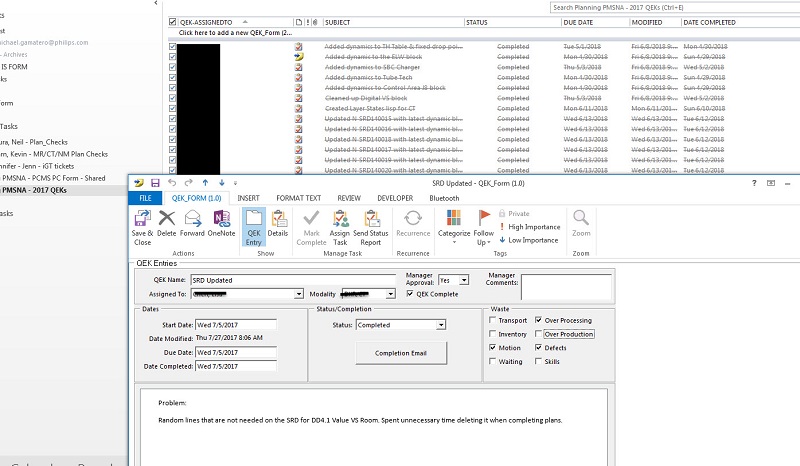 Search Planning PMSNA - 2017 QEKs (Ctrl+E)
QEK-ASSIGNEDTO SUBJECT STATUS DUE DATE MODIFIED DATE COMPLETED
Click here to add a new QEK_Form (2...
Added dynamics to TH Table & fixed drop poi... Completed Tue 5/1/2018 Fri 6/8/2018 9:... Mon 4/30/2018
Added dynamics to the ELW block Completed Mon 4/30/2018 Fri 6/8/2018 9:... Sun 4/29/2018
Added dynamics to SBC Charger Completed Thu 5/3/2018 Fri 6/8/2018 9:... Wed 5/2/2018
Added dynamics to Tube Tech Completed Mon 4/30/2018 Fri 6/8/2018 9:... Sun 4/29/2018
Added dynamics to Control Area J8 block Completed Mon 4/30/2018 Fri 6/8/2018 9:... Sun 4/29/2018
Cleaned up Digital VS block Completed Thu 5/3/2018 Fri 6/8/2018 9:... Wed 5/2/2018
Created Layer States lisp for CT Completed Mon 6/11/2018 Fri 6/8/2018 9:... Sun 6/10/2018
Updated N-SRD140015 with latest dynamic bl... Completed Wed 6/13/2018 Wed 6/13/201... Tue 6/12/2018
Updated N-SRD140016 with latest dynamic bl... Completed Wed 6/13/2018 Wed 6/13/201... Tue 6/12/2018
Updated N-SRD140017 with latest dynamic bl... Completed Wed 6/13/2018 Wed 6/13/201... Tue 6/12/2018
Updated N-SRD140018 with latest dynamic bl... Completed Wed 6/13/2018 Wed 6/13/201... Tue 6/12/2018
Updated N-SRD140019 with latest dynamic bl... Completed Wed 6/13/2018 Wed 6/13/201... Tue 6/12/2018
Updated N-SRD140020 with latest dynamic bl... Completed Wed 6/13/2018 Wed 6/13/201... Tue 6/12/2018
ks
st
michael.gamatero@philips.com
- Archives
IS FORM
sks
orm
Tasks
ura, Neil - Plan_Checks
am, Kevin - MR/CT/NM Plan Checks
nnifer - Jenn - iGT tickets
PMSNA - PCMS PC Form - Shared
PMSNA - 2017 QEKs
asks
SRD Updated - QEK_Form (1.0)
FILE QEK_FORM (1.0) INSERT FORMAT TEXT REVIEW DEVELOPER Bluetooth
Save & Close Delete Forward OneNote QEK Entry Details Mark Complete Assign Task Send Status Report Recurrence Categorize Follow Up Private
High Importance
Low Importance
Zoom
Actions Show Manage Task Recurrence Tags Zoom
QEK Entries
QEK Name: SRD Updated Manager Approval: Yes Manager Comments:
Assigned To: Modality QEK Complete
Dates Status/Completion Waste
Start Date: Wed 7/5/2017 Status: Completed Transport Over Processing
Date Modified: Thu 7/27/2017 8:06 AM Inventory Over Production
Due Date: Wed 7/5/2017 Completion Email Motion Defects
Date Completed: Wed 7/5/2017 Waiting Skills
Problem:
Random lines that are not needed on the SRD for DD4.1 Value VS Room. Spent unnecessary time deleting it when completing plans.